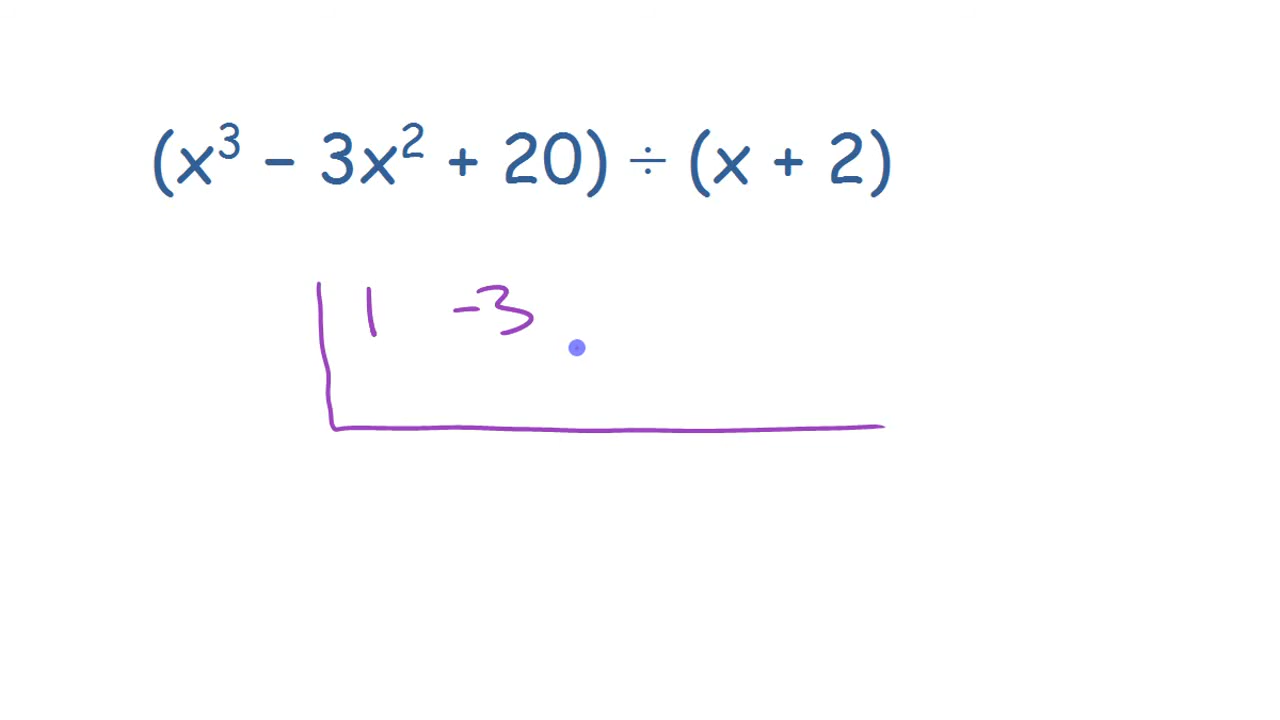 (x³ − 3x² + 20) ÷ (x + 2)
1 -3